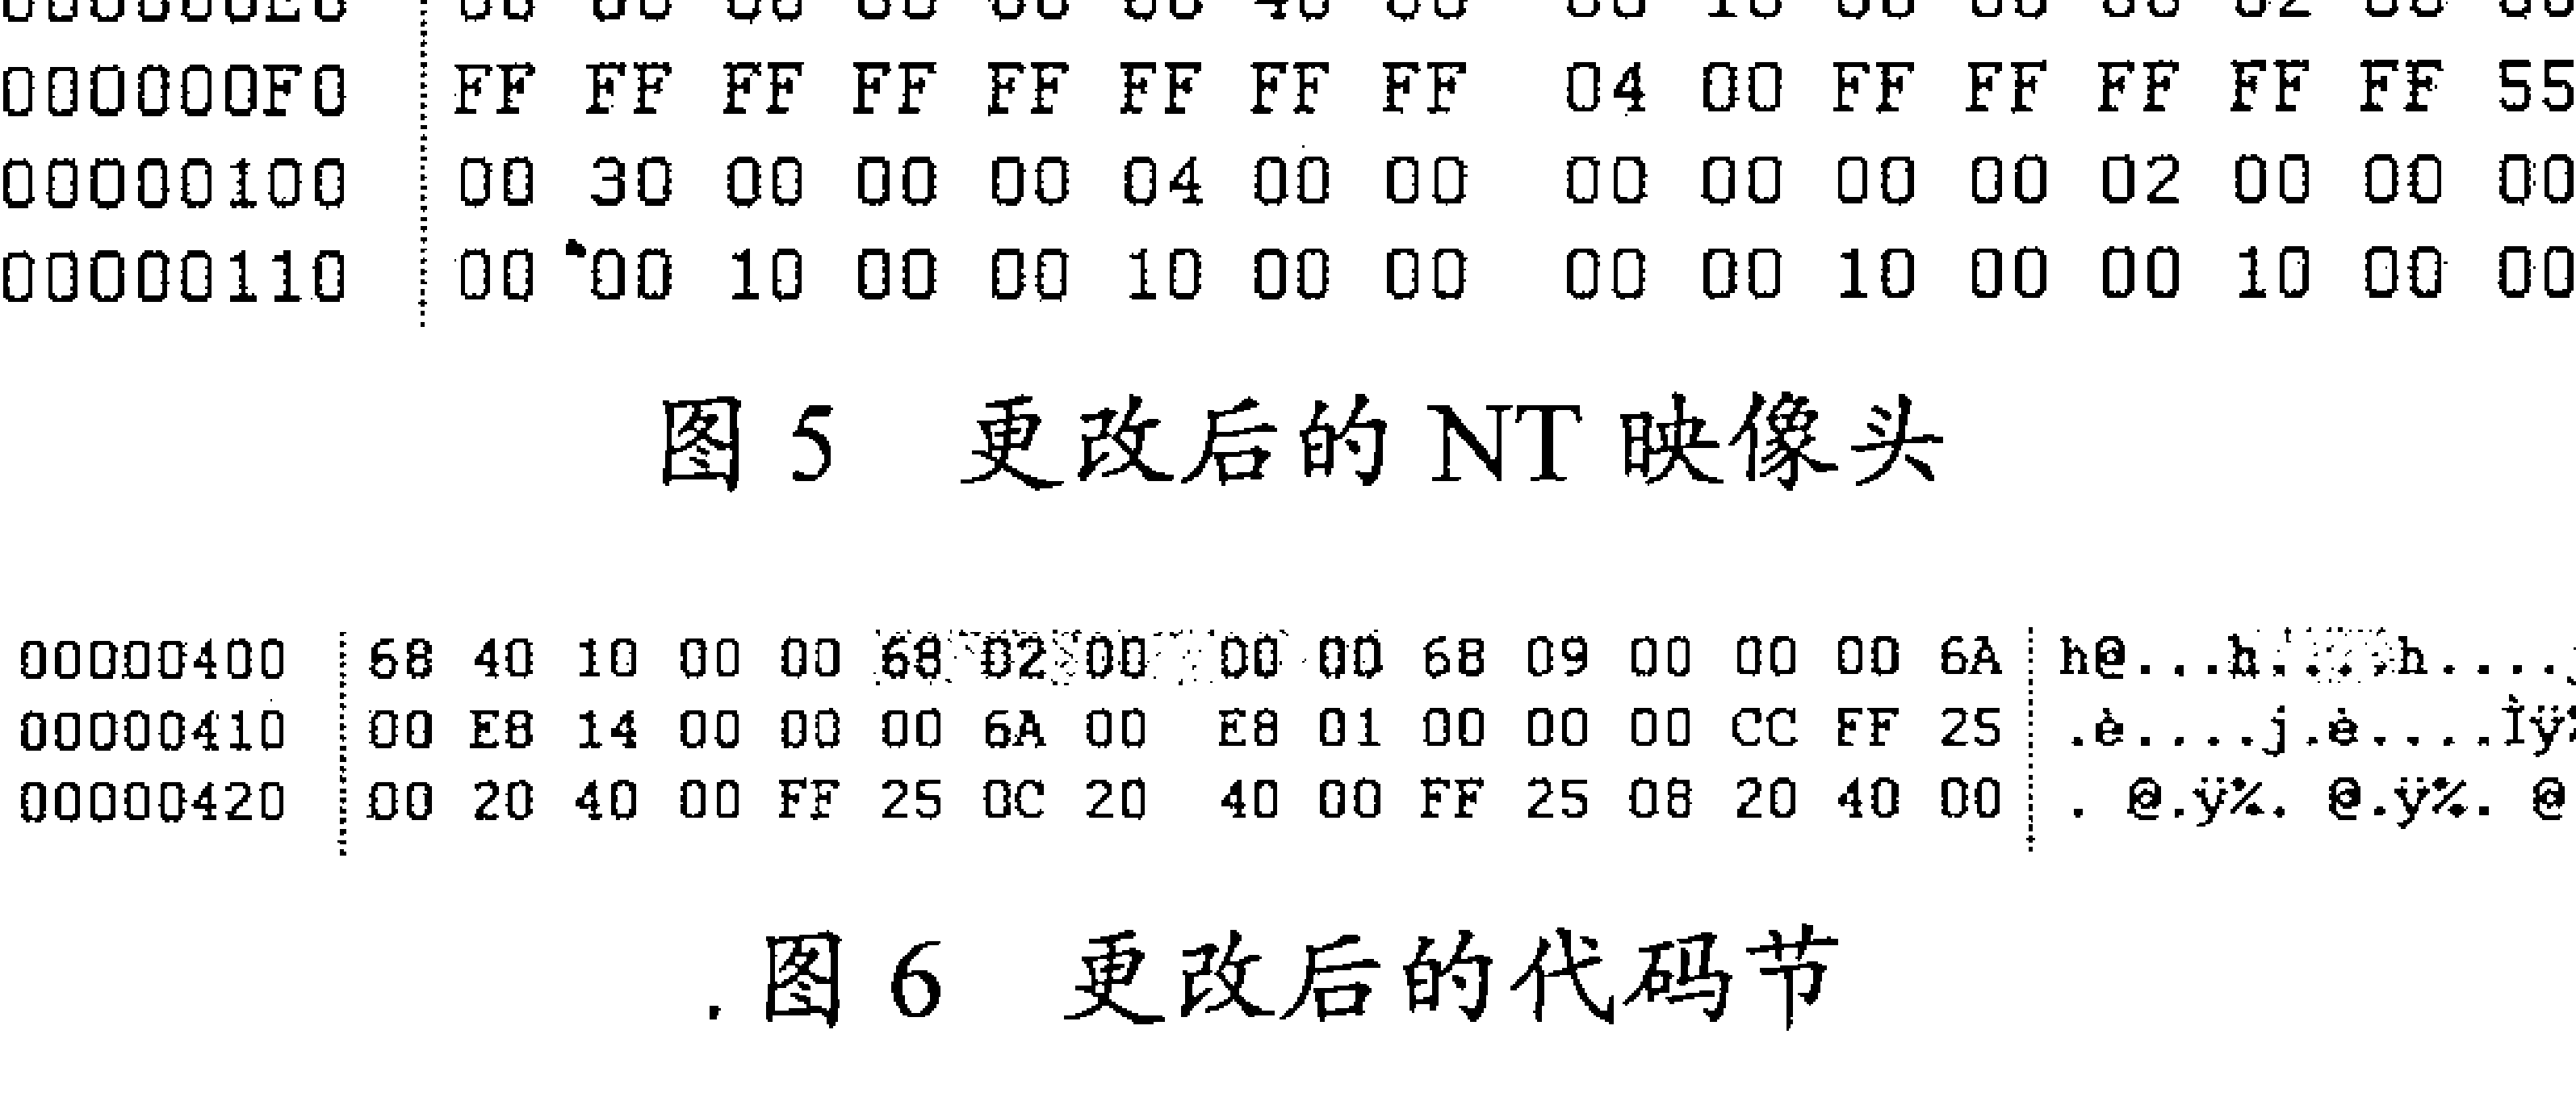 000000F0 FF FF FF FF FF FF FF FF 04 00 FF FF FF FF FF 55
00000100 00 30 00 00 00 04 00 00 00 00 00 00 02 00 00 00
00000110 00 00 10 00 00 10 00 00 00 00 10 00 00 10 00 00
图 5 更改后的 NT 映像头
00000400 68 40 10 00 00 68 02 00 00 00 68 09 00 00 00 6A h@...h....h....j
00000410 00 E8 14 00 00 00 6A 00 E8 01 00 00 00 CC FF 25 .è....j.è....Ìÿ%
00000420 00 20 40 00 FF 25 0C 20 40 00 FF 25 08 20 40 00 . @.ÿ%. @.ÿ%. @
图 6 更改后的代码节